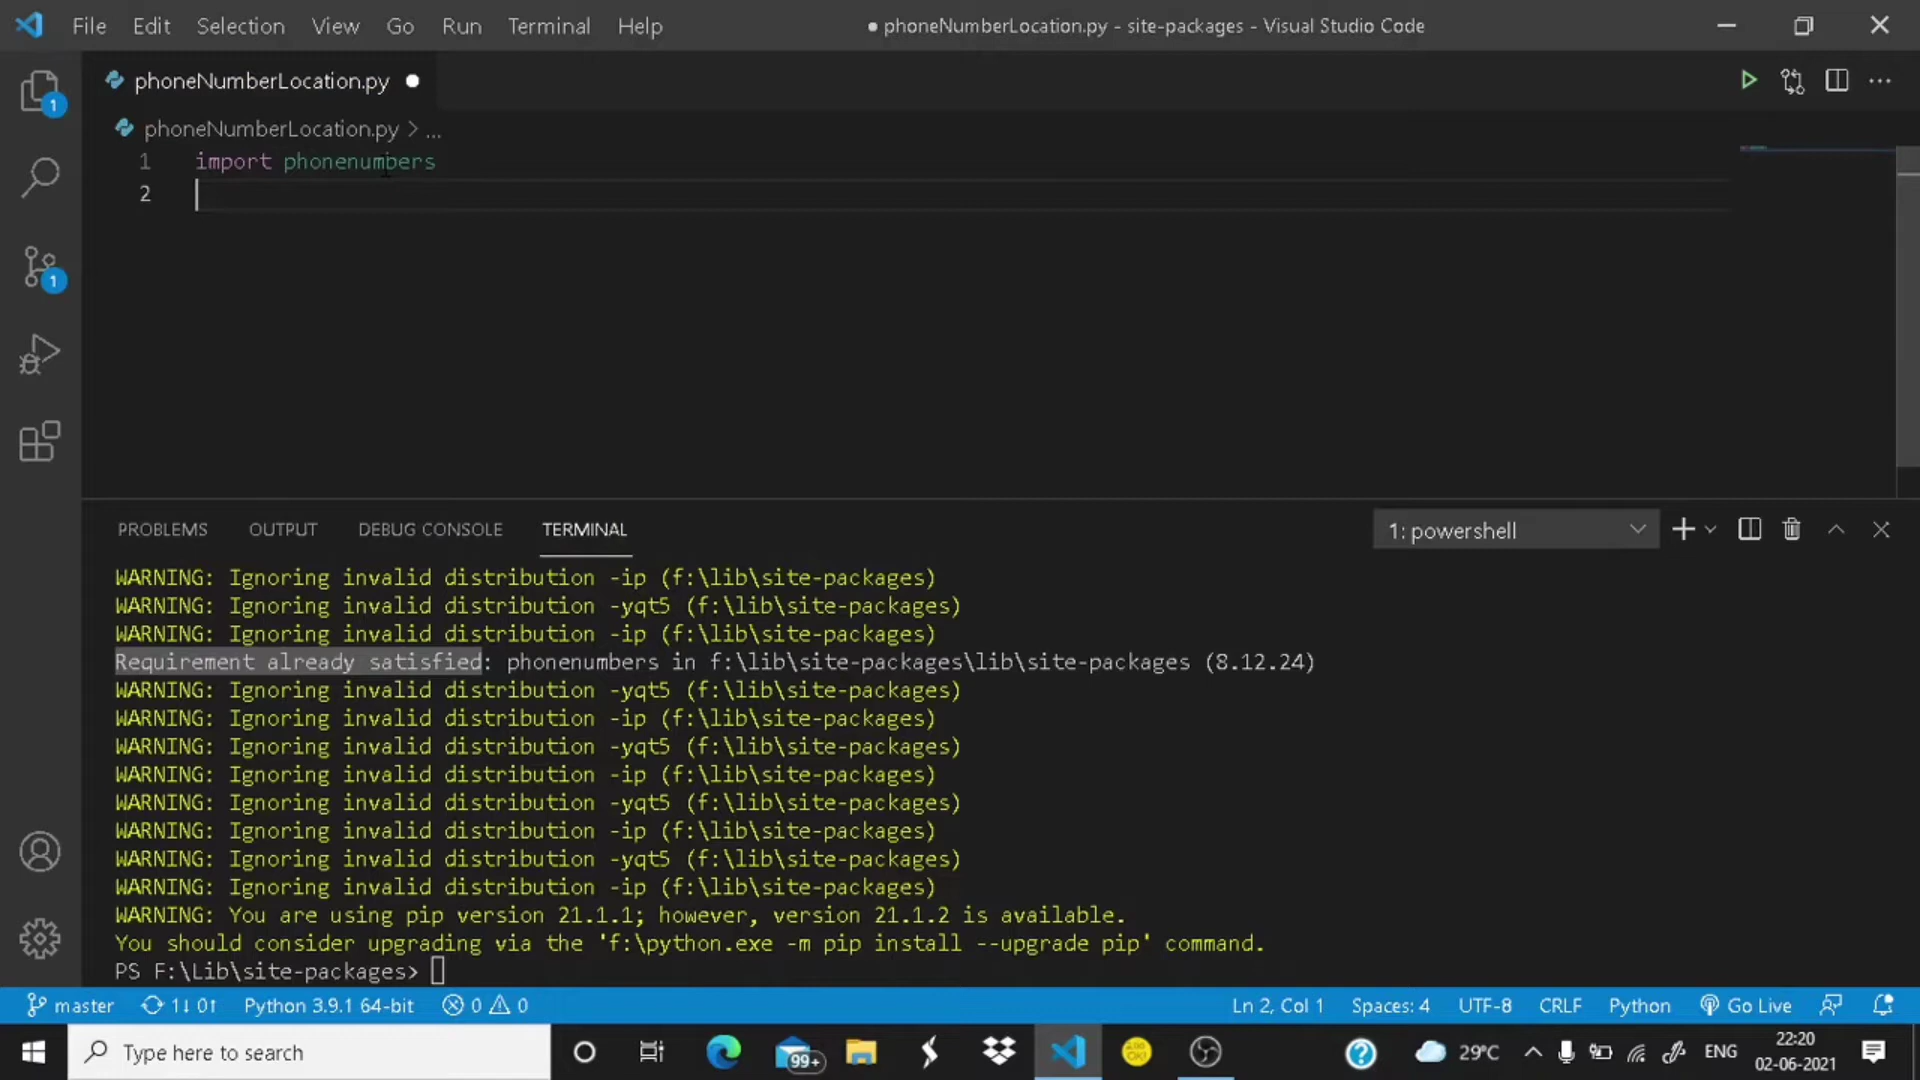 File Edit Selection View Go Run Terminal Help
● phoneNumberLocation.py - site-packages - Visual Studio Code
phoneNumberLocation.py ●
phoneNumberLocation.py > ...
1 import phonenumbers
2
1
1
PROBLEMS OUTPUT DEBUG CONSOLE TERMINAL
1: powershell
WARNING: Ignoring invalid distribution -ip (f:\lib\site-packages)
WARNING: Ignoring invalid distribution -yqt5 (f:\lib\site-packages)
WARNING: Ignoring invalid distribution -ip (f:\lib\site-packages)
Requirement already satisfied: phonenumbers in f:\lib\site-packages\lib\site-packages (8.12.24)
WARNING: Ignoring invalid distribution -yqt5 (f:\lib\site-packages)
WARNING: Ignoring invalid distribution -ip (f:\lib\site-packages)
WARNING: Ignoring invalid distribution -yqt5 (f:\lib\site-packages)
WARNING: Ignoring invalid distribution -ip (f:\lib\site-packages)
WARNING: Ignoring invalid distribution -yqt5 (f:\lib\site-packages)
WARNING: Ignoring invalid distribution -ip (f:\lib\site-packages)
WARNING: Ignoring invalid distribution -yqt5 (f:\lib\site-packages)
WARNING: Ignoring invalid distribution -ip (f:\lib\site-packages)
WARNING: You are using pip version 21.1.1; however, version 21.1.2 is available.
You should consider upgrading via the 'f:\python.exe -m pip install --upgrade pip' command.
PS F:\Lib\site-packages>
master 1↓ 0↑ Python 3.9.1 64-bit 0 0 Ln 2, Col 1 Spaces: 4 UTF-8 CRLF Python Go Live
Type here to search
99+
29°C ENG
22:20
02-06-2021